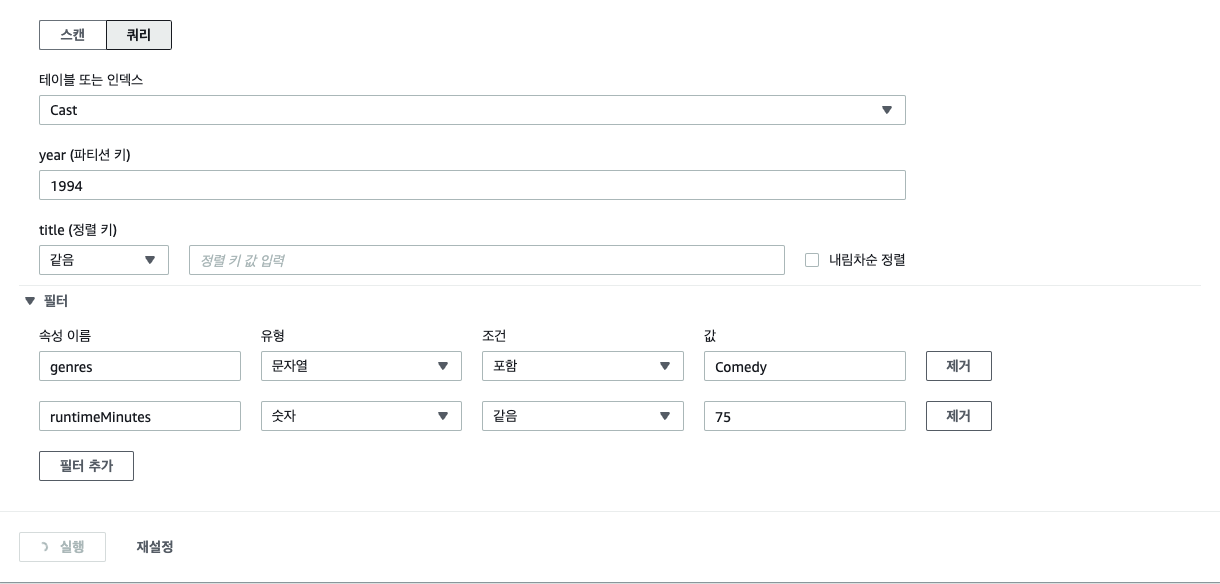 스캔 쿼리
테이블 또는 인덱스
Cast
year (파티션 키)
1994
title (정렬 키)
같음 정렬 키 값 입력 내림차순 정렬
필터
속성 이름 유형 조건 값
genres 문자열 포함 Comedy 제거
runtimeMinutes 숫자 같음 75 제거
필터 추가
실행 재설정